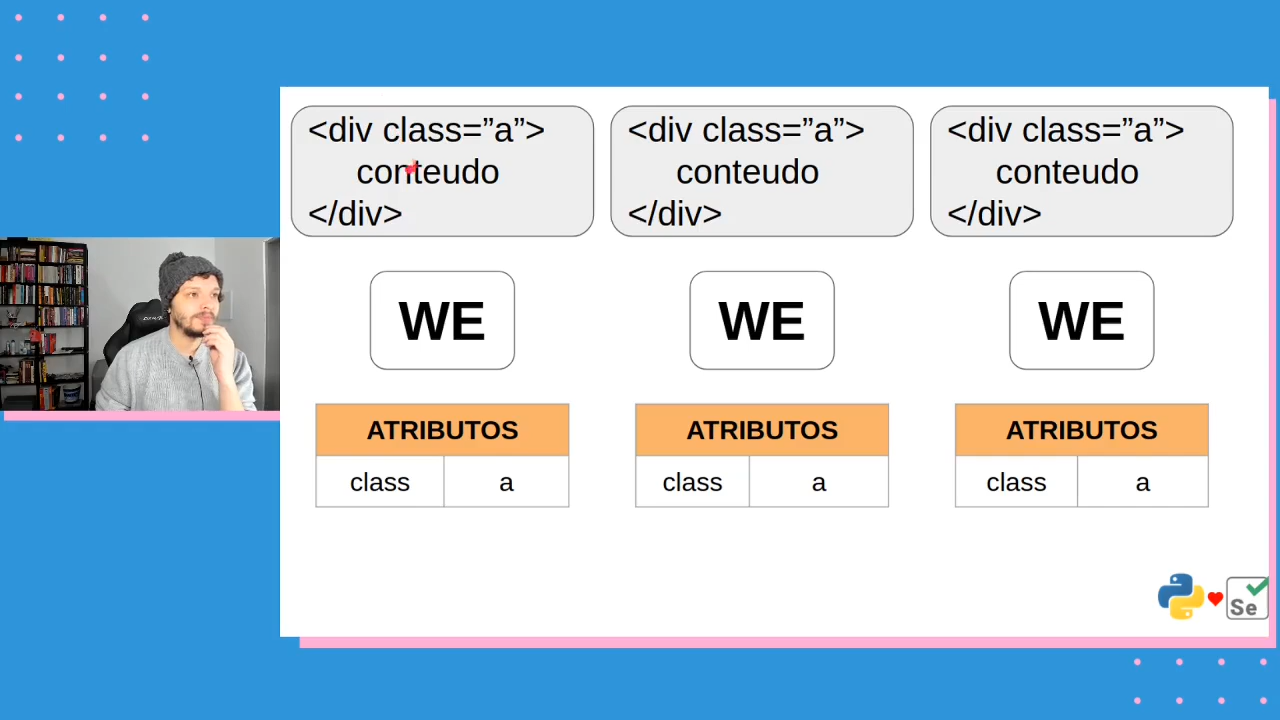 <div class=”a”>
conteudo
</div>
<div class=”a”>
conteudo
</div>
<div class=”a”>
conteudo
</div>
WE
WE
WE
ATRIBUTOS
class a
ATRIBUTOS
class a
ATRIBUTOS
class a
Se